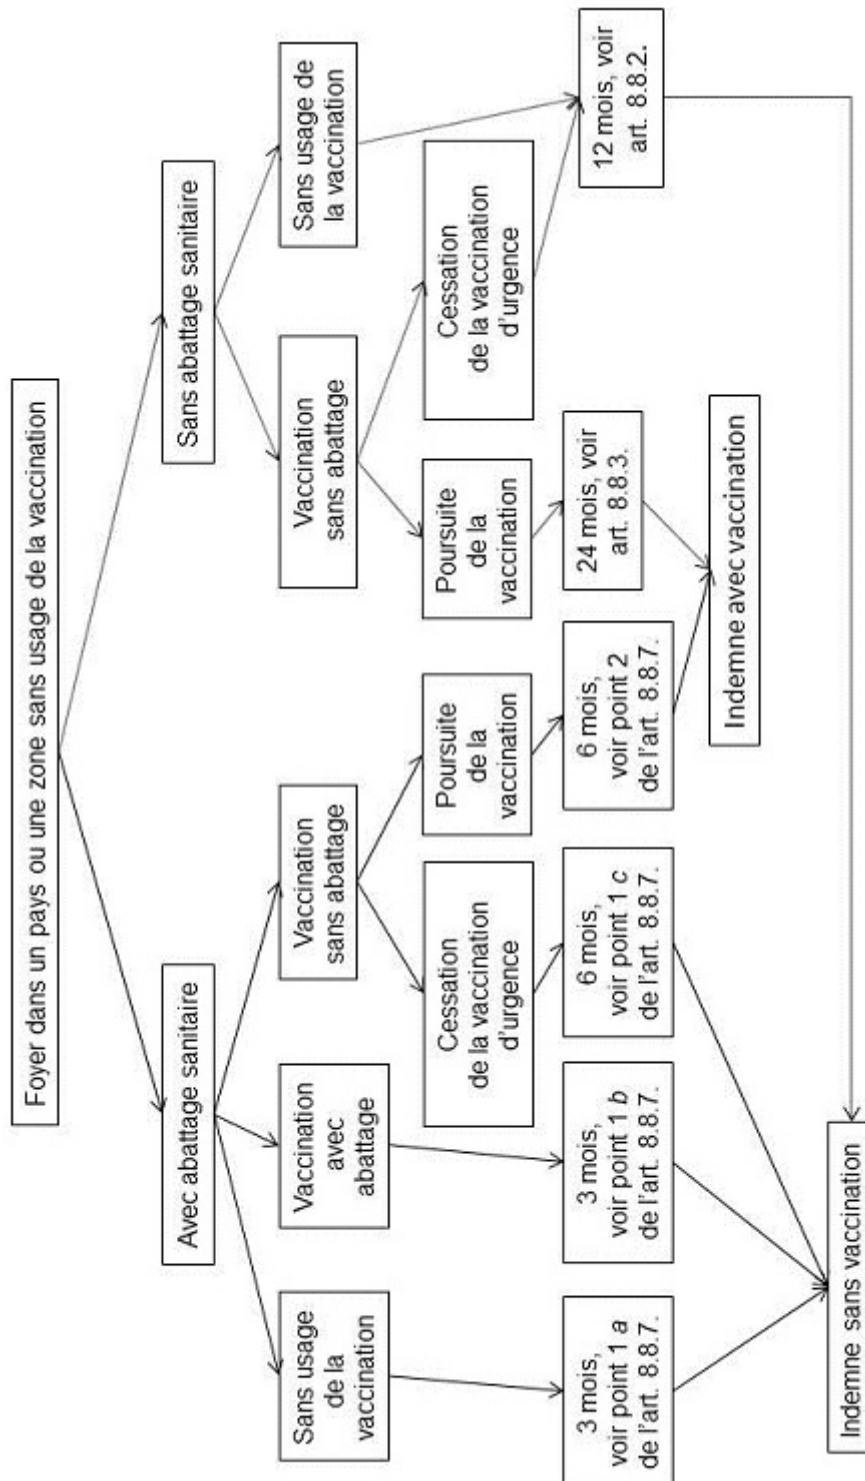 Foyer dans un pays ou une zone sans usage de la vaccination
Avec abattage sanitaire
Sans abattage sanitaire
Sans usage
de la
vaccination
Vaccination
avec
abattage
Vaccination
sans abattage
Vaccination
sans abattage
Sans usage de
la vaccination
Cessation
de la vaccination
d'urgence
Poursuite
de la
vaccination
Poursuite
de la
vaccination
Cessation
de la vaccination
d'urgence
3 mois,
voir point 1 a
de l'art. 8.8.7.
3 mois,
voir point 1 b
de l'art. 8.8.7.
6 mois,
voir point 1 c
de l'art. 8.8.7.
6 mois,
voir point 2
de l'art. 8.8.7.
24 mois, voir
art. 8.8.3.
12 mois, voir
art. 8.8.2.
Indemne avec vaccination
Indemne sans vaccination